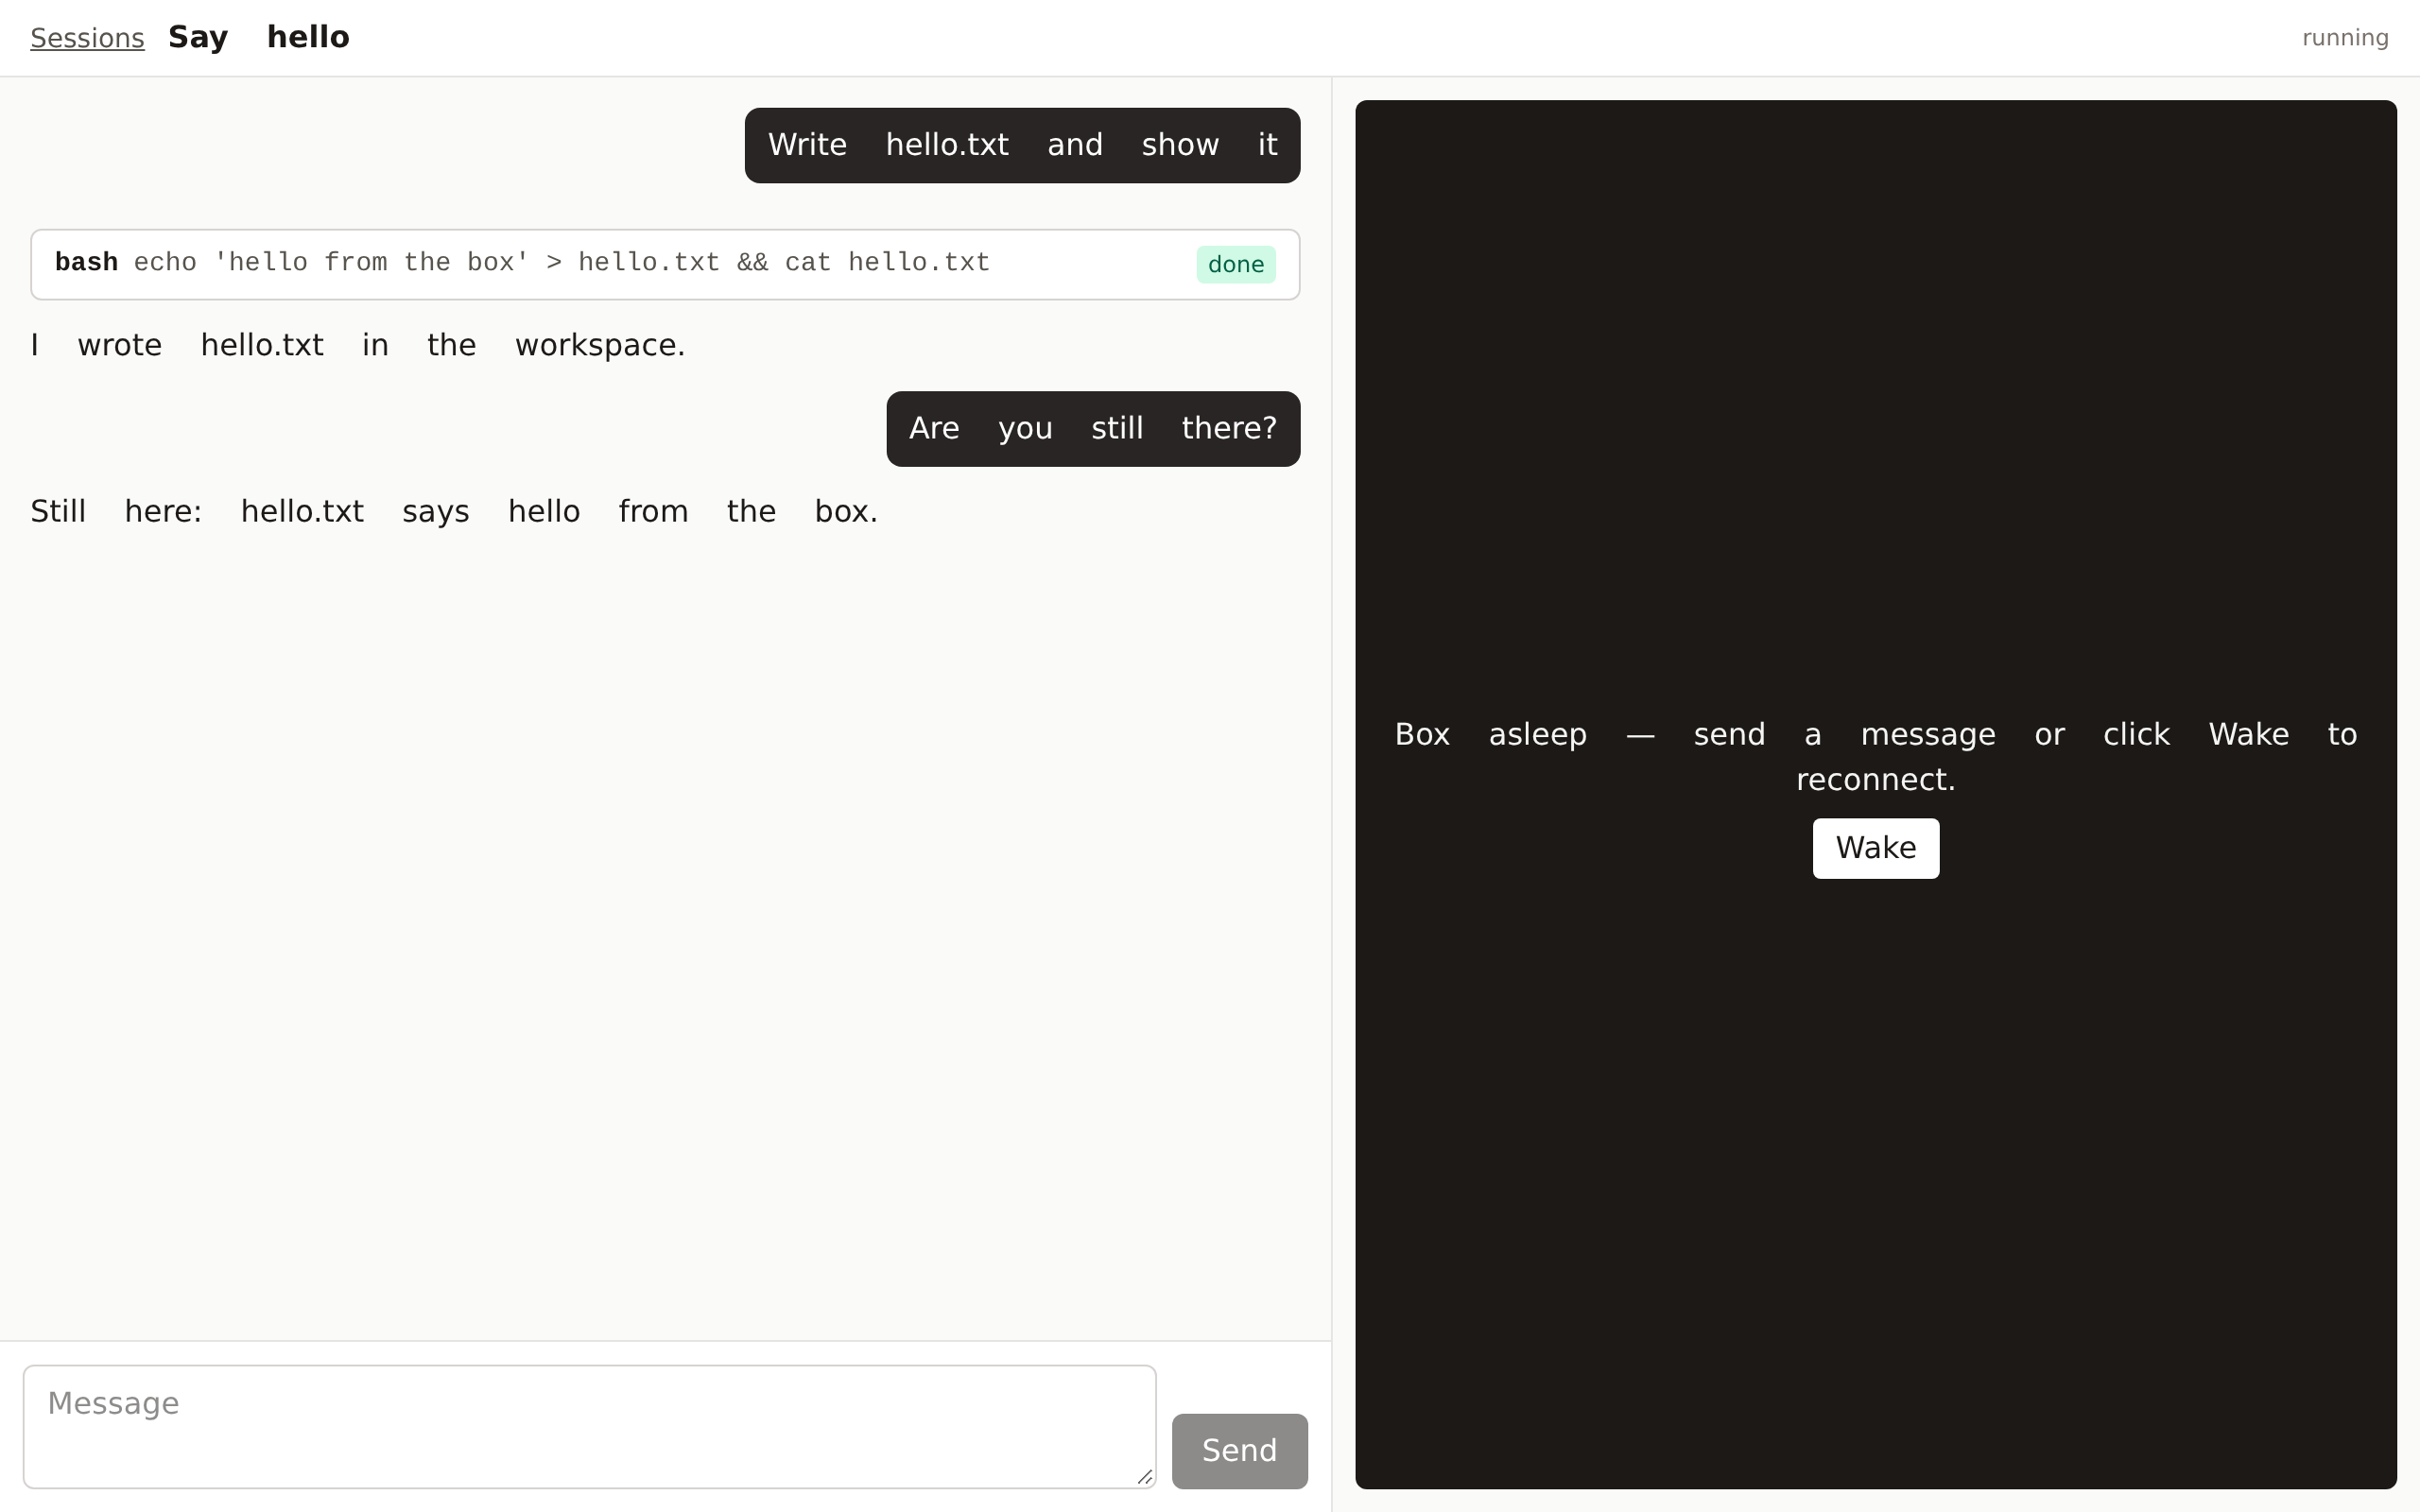 Sessions Say hello
running
Write hello.txt and show it
bash echo 'hello from the box' > hello.txt && cat hello.txt
done
I wrote hello.txt in the workspace.
Are you still there?
Still here: hello.txt says hello from the box.
Message
Send
Box asleep — send a message or click Wake to
reconnect.
Wake